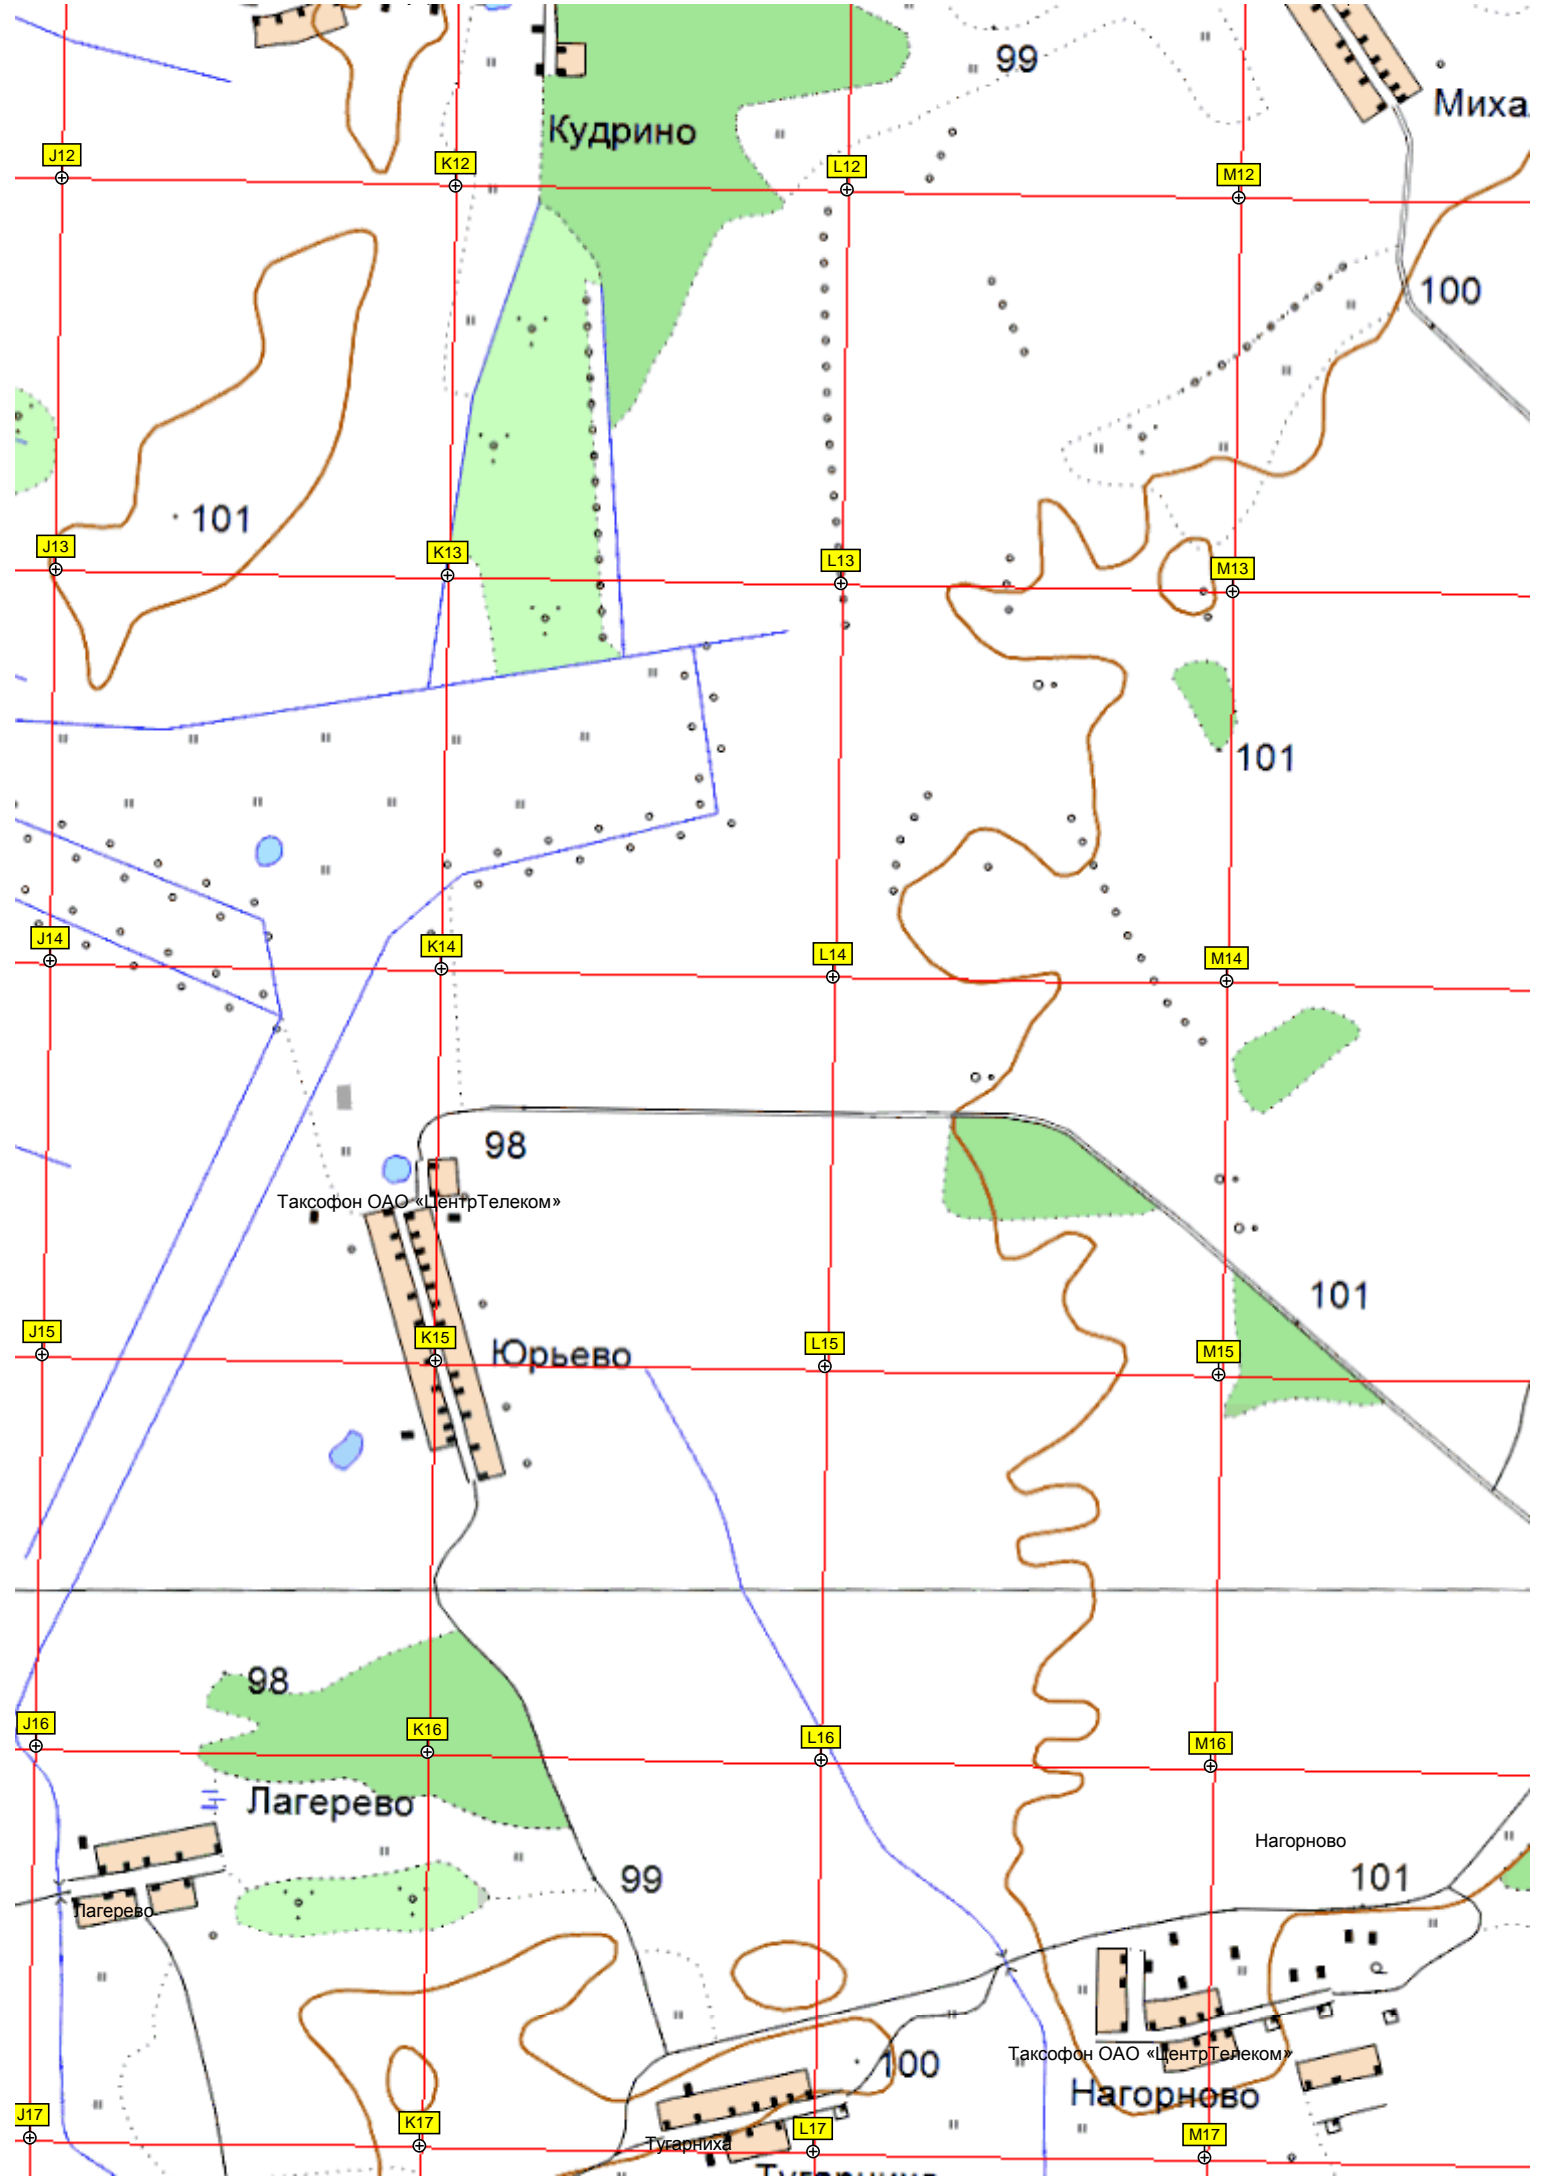 99
Миха
Кудрино
J12
K12
L12
M12
100
101
J13
K13
L13
M13
101
J14
K14
L14
M14
98
Таксофон ОАО «ЦентрТелеком»
101
J15
K15
Юрьево
L15
M15
98
J16
K16
L16
M16
Лагерево
Нагорново
99
101
Лагерево
Таксофон ОАО «ЦентрТелеком»
100
Нагорново
J17
K17
L17
M17
Тугарниха
Тугарниха